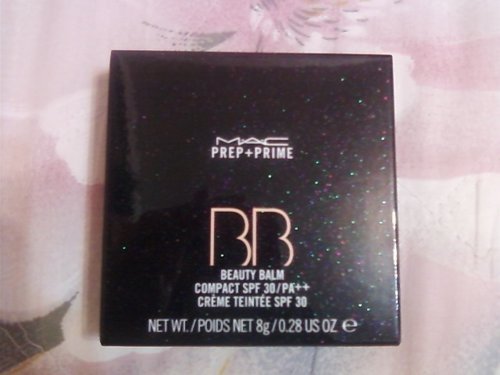 MAC
PREP+PRIME
BB
BEAUTY BALM
COMPACT SPF 30/PA++
CRÈME TEINTÉE SPF 30
NET WT./POIDS NET 8g/0.28 US OZ ℮